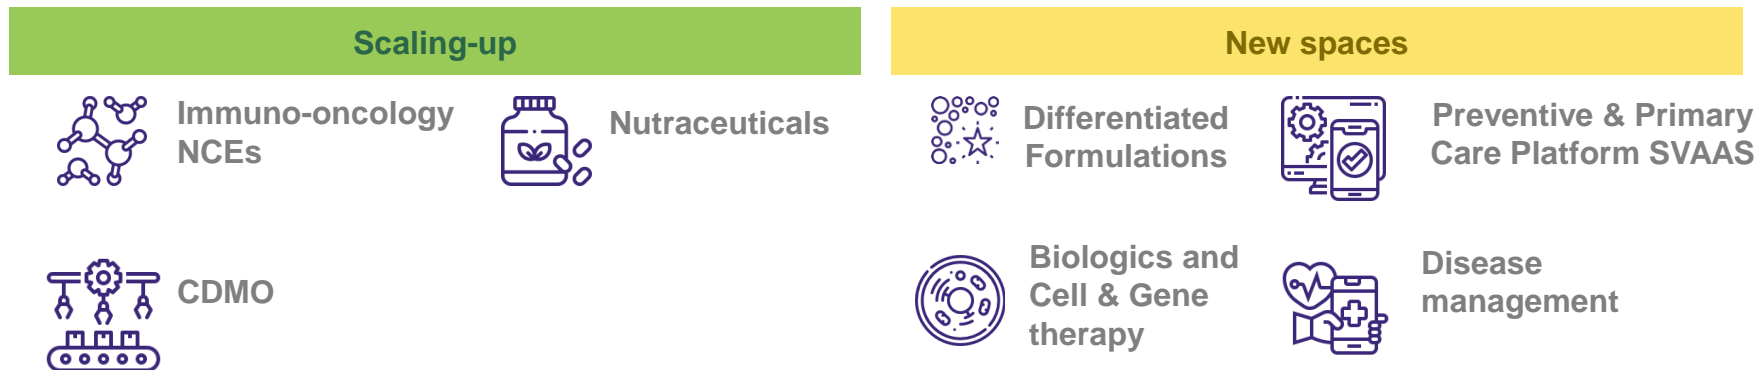 Scaling-up
Immuno-oncology
NCEs
Nutraceuticals
CDMO
New spaces
Differentiated
Formulations
Preventive & Primary
Care Platform SVAAS
Biologics and
Cell & Gene
therapy
Disease
management